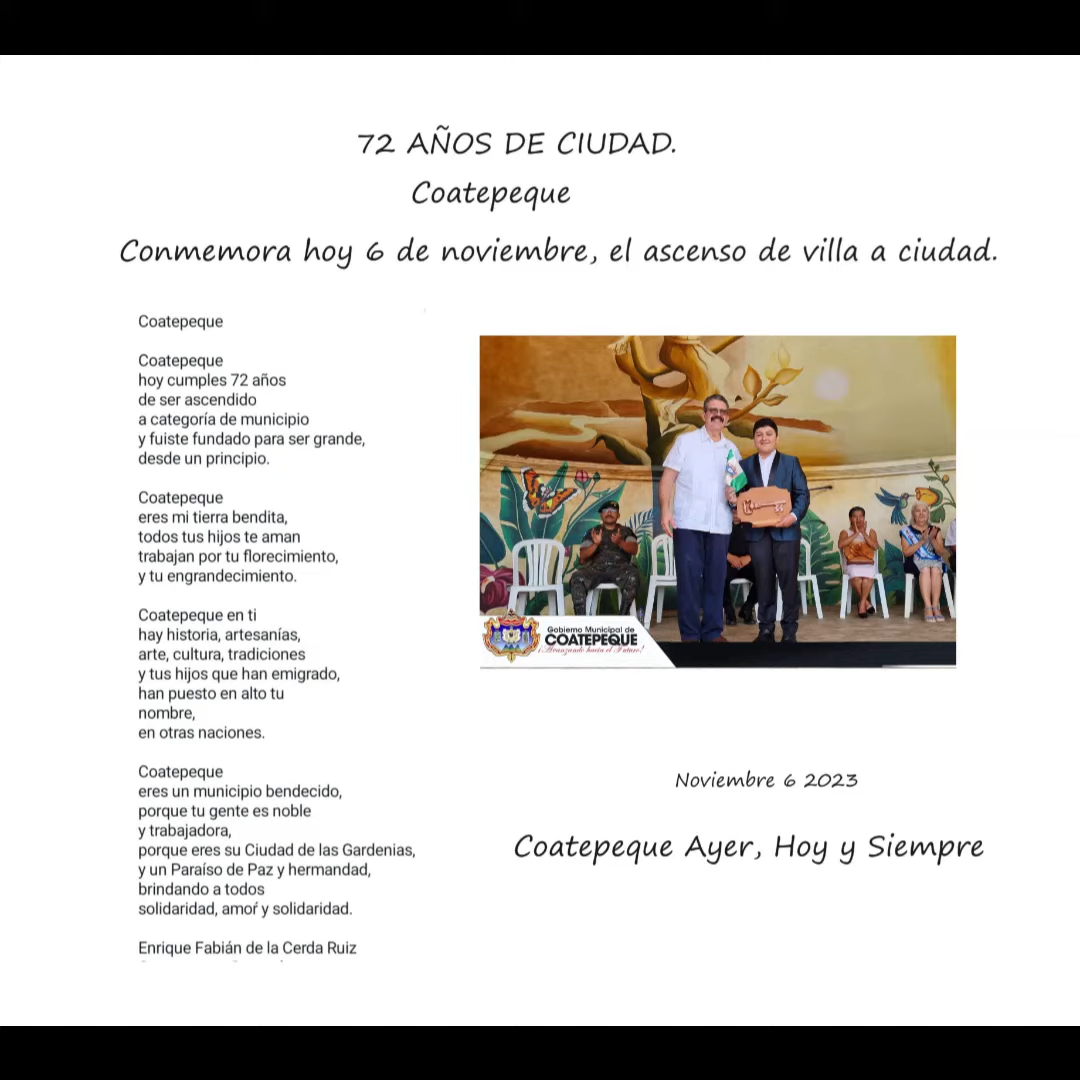 72 AÑOS DE CIUDAD.
Coatepeque
Conmemora hoy 6 de noviembre, el ascenso de villa a ciudad.
Coatepeque
Coatepeque
hoy cumples 72 años
de ser ascendido
a categoría de municipio
y fuiste fundado para ser grande,
desde un principio.
Coatepeque
eres mi tierra bendita,
todos tus hijos te aman
trabajan por tu florecimiento,
y tu engrandecimiento.
Coatepeque en ti
hay historia, artesanías,
arte, cultura, tradiciones
y tus hijos que han emigrado,
han puesto en alto tu
nombre,
en otras naciones.
Coatepeque
eres un municipio bendecido,
porque tu gente es noble
y trabajadora,
porque eres su Ciudad de las Gardenias,
y un Paraíso de Paz y hermandad,
brindando a todos
solidaridad, amoŕ y solidaridad.
Enrique Fabián de la Cerda Ruiz
Gobierno Municipal de
COATEPEQUE
¡Avanzando hacia el Futuro!
Noviembre 6 2023
Coatepeque Ayer, Hoy y Siempre